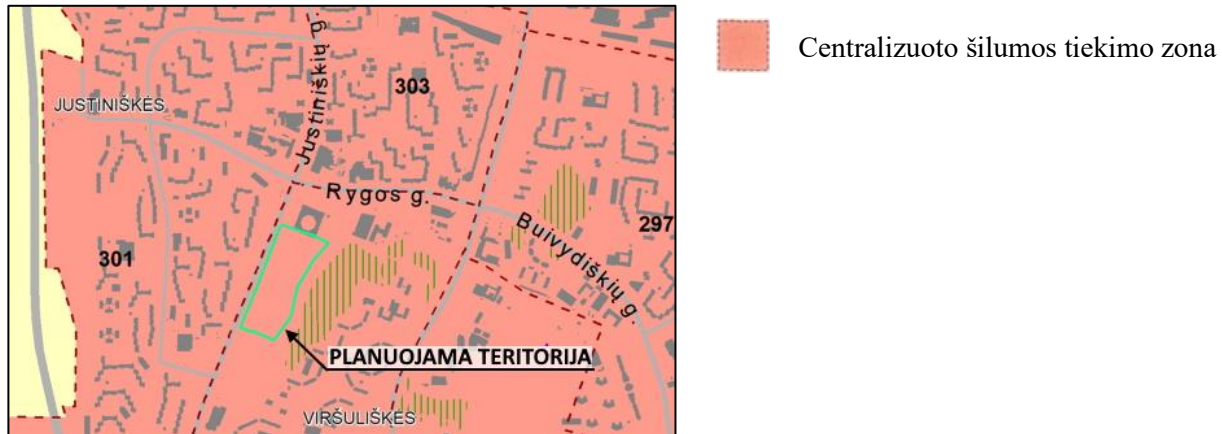 Justiniškių g.
303
JUSTINIŠKĖS
Rygos g.
Buivydiškių g.
297
301
PLANUOJAMA TERITORIJA
VIRŠULIŠKĖS
Centralizuoto šilumos tiekimo zona